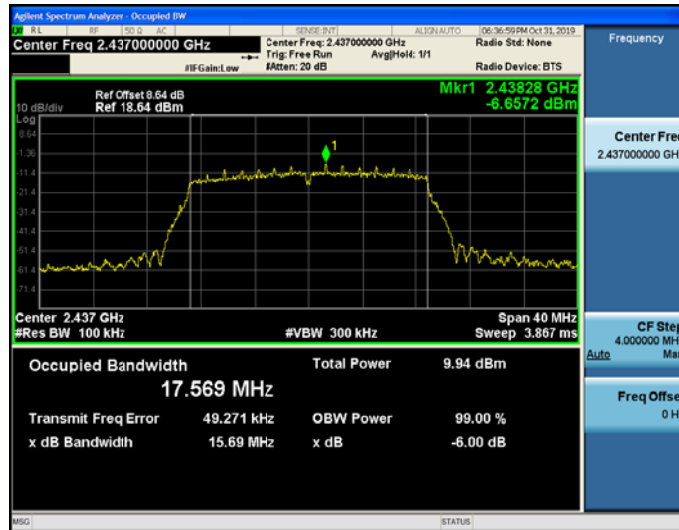 Agilent Spectrum Analyzer - Occupied BW
RL RF 50 Ω AC SENSE:INT ALIGN AUTO 06:36:59 PM Oct 31, 2019
Center Freq 2.437000000 GHz
Center Freq: 2.437000000 GHz
Radio Std: None
Trig: Free Run Avg|Hold: 1/1
#IFGain:Low
#Atten: 20 dB
Radio Device: BTS
Ref Offset 8.64 dB
Mkr1 2.43828 GHz
10 dB/div
Ref 18.64 dBm
-6.6572 dBm
Log
8.64
-1.36
-11.4
-21.4
-31.4
-41.4
-51.4
-61.4
-71.4
1
Center 2.437 GHz
Span 40 MHz
#Res BW 100 kHz
#VBW 300 kHz
Sweep 3.867 ms
Occupied Bandwidth
17.569 MHz
Total Power 9.94 dBm
Transmit Freq Error 49.271 kHz
OBW Power 99.00 %
x dB Bandwidth 15.69 MHz
x dB -6.00 dB
Frequency
Center Fre
2.437000000 GH
CF Step
4.000000 MH
Auto Ma
Freq Offse
0 H
MSG STATUS